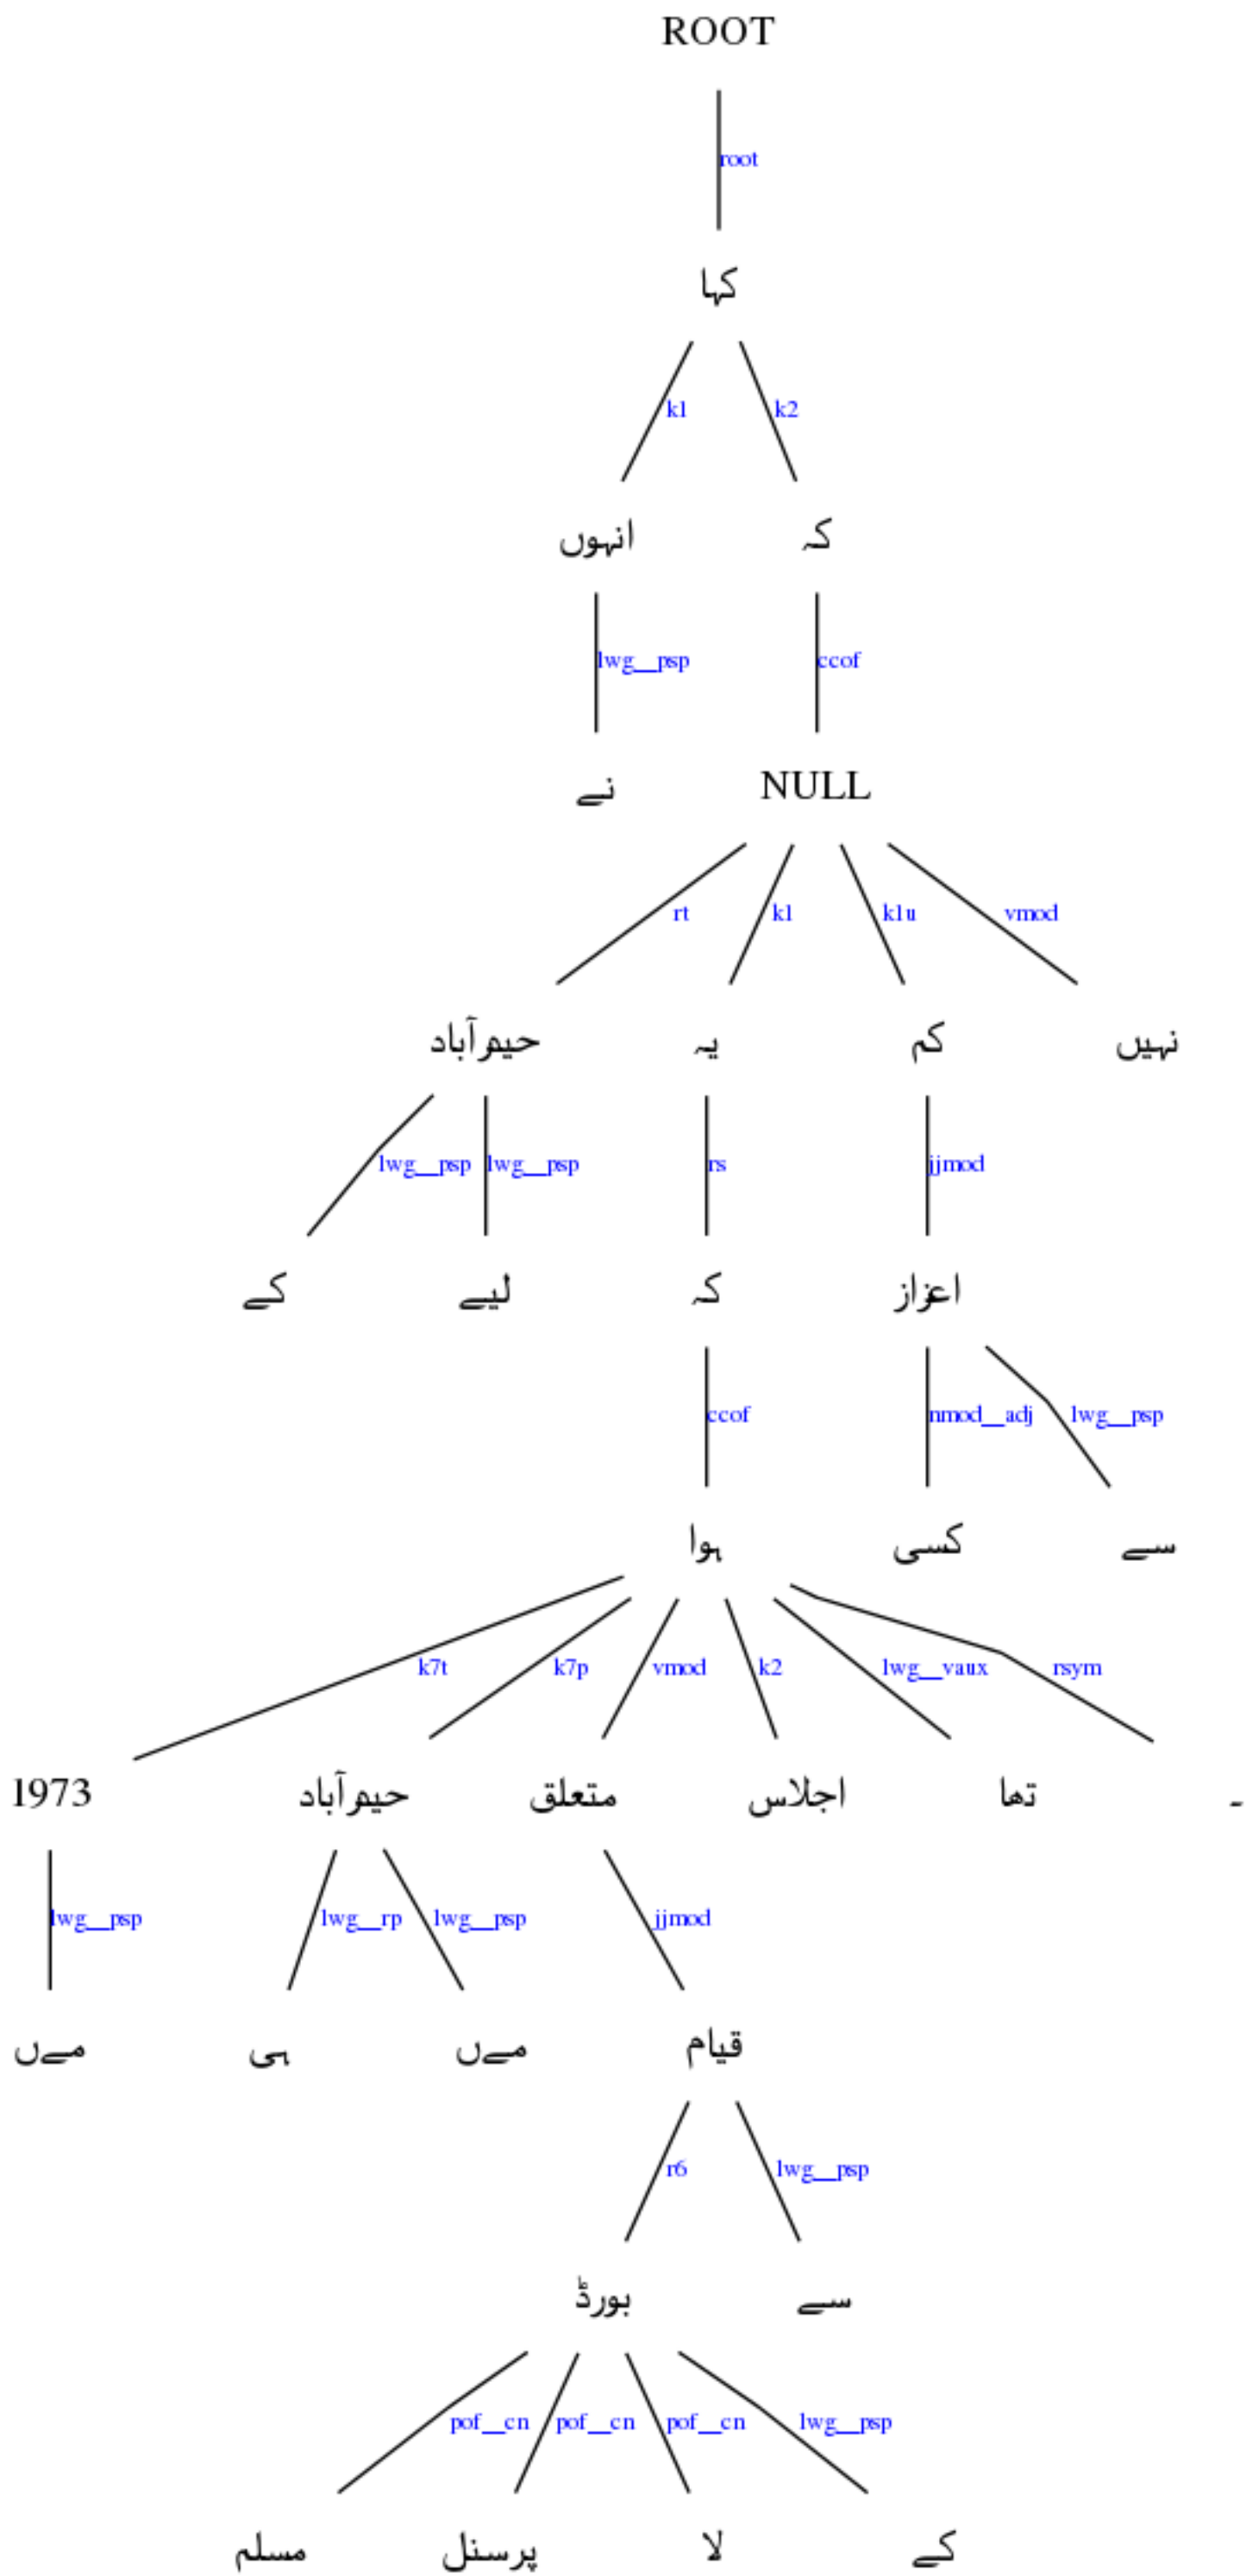 ROOT
root
کہا
k1 k2
انہوں کہ
lwg__psp ccof
نے NULL
rt k1 k1u vmod
حیدرآباد یہ کم نہیں
lwg__psp lwg__psp rs jjmod
کے لیے کہ اعزاز
ccof nmod__adj lwg__psp
ہوا کسی سے
k7t k7p vmod k2 lwg__vaux rsym
1973 حیدرآباد متعلق اجلاس تھا ۔
lwg__psp lwg__rp lwg__psp jjmod
میں ہی میں قیام
r6 lwg__psp
بورڈ سے
pof__cn pof__cn pof__cn lwg__psp
مسلم پرسنل لا کے